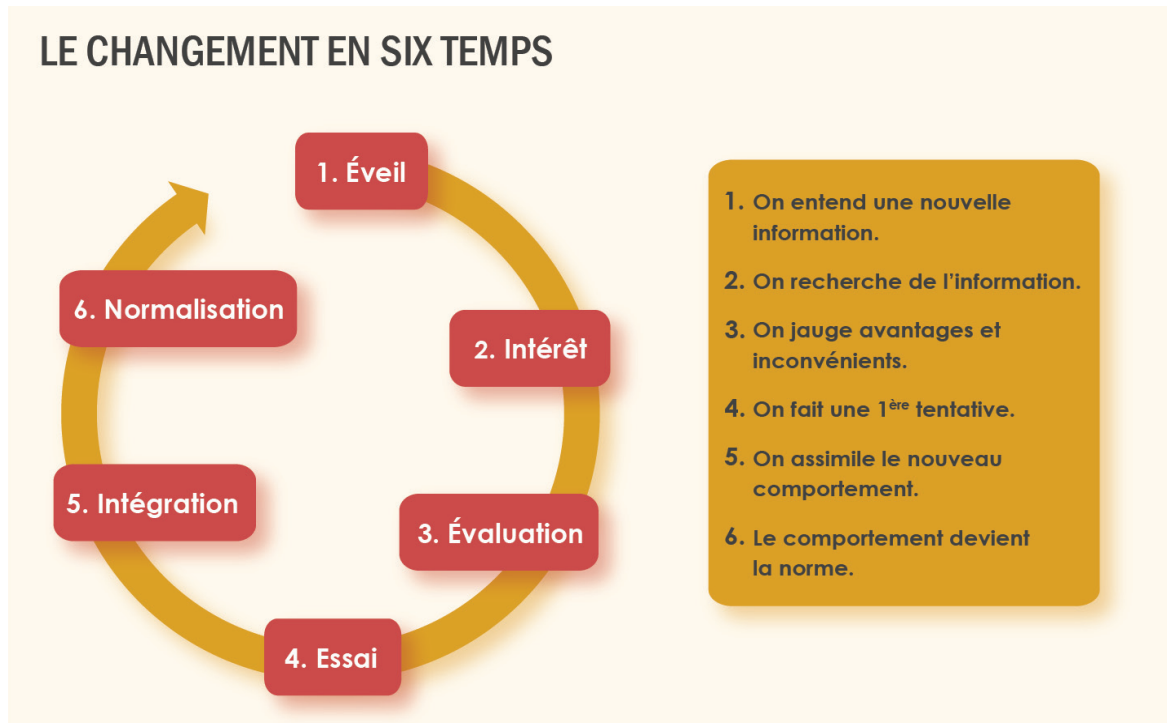 LE CHANGEMENT EN SIX TEMPS
1. Éveil
2. Intérêt
3. Évaluation
4. Essai
5. Intégration
6. Normalisation
1. On entend une nouvelle
information.
2. On recherche de l’information.
3. On jauge avantages et
inconvénients.
4. On fait une 1ère tentative.
5. On assimile le nouveau
comportement.
6. Le comportement devient
la norme.